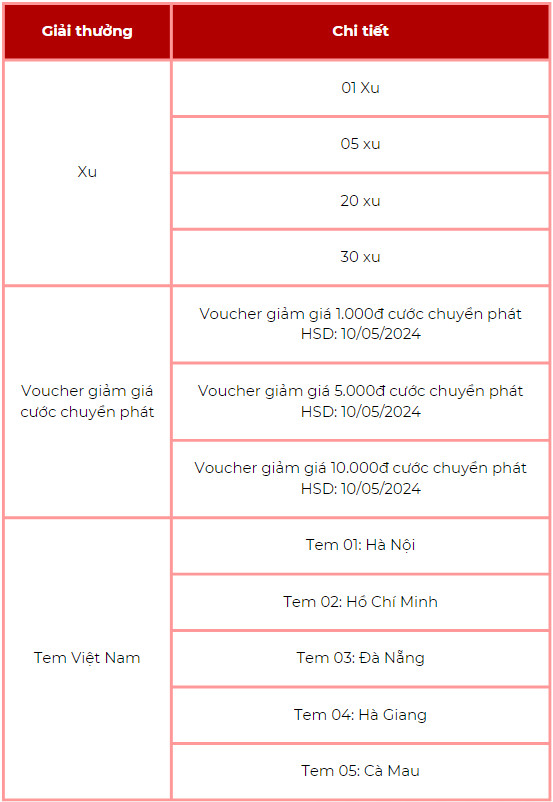 Giải thưởng
Chi tiết
Xu
01 Xu
05 xu
20 xu
30 xu
Voucher giảm giá
cước chuyển phát
Voucher giảm giá 1.000đ cước chuyển phát
HSD: 10/05/2024
Voucher giảm giá 5.000đ cước chuyển phát
HSD: 10/05/2024
Voucher giảm giá 10.000đ cước chuyển phát
HSD: 10/05/2024
Tem Việt Nam
Tem 01: Hà Nội
Tem 02: Hồ Chí Minh
Tem 03: Đà Nẵng
Tem 04: Hà Giang
Tem 05: Cà Mau